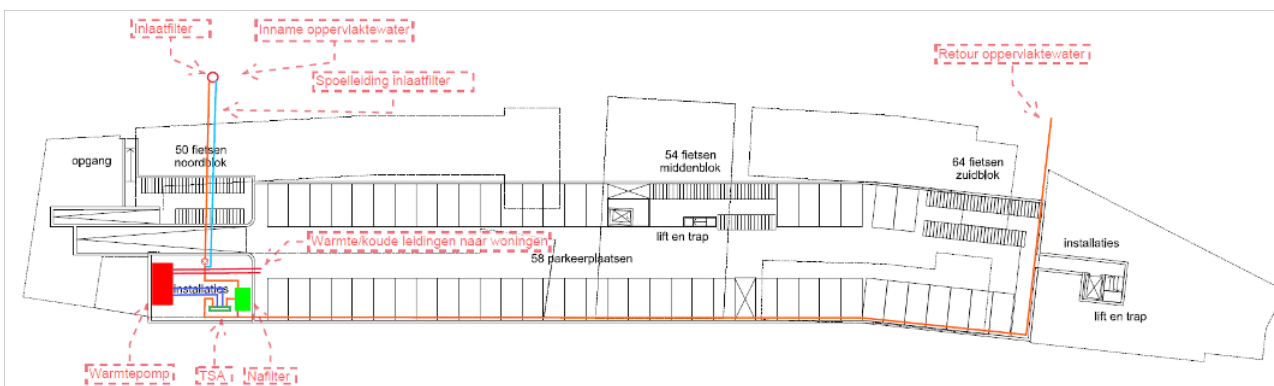 Inlaatfilter
Inname oppervlaktewater
Retour oppervlaktewater
Spoelleiding inlaatfilter
opgang
50 fietsen
noordblok
54 fietsen
middenblok
64 fietsen
zuidblok
lift en trap
Warmte/koude leidingen naar woningen
58 parkeerplaatsen
installaties
installaties
lift en trap
Warmtepomp
TSA
Nafilter